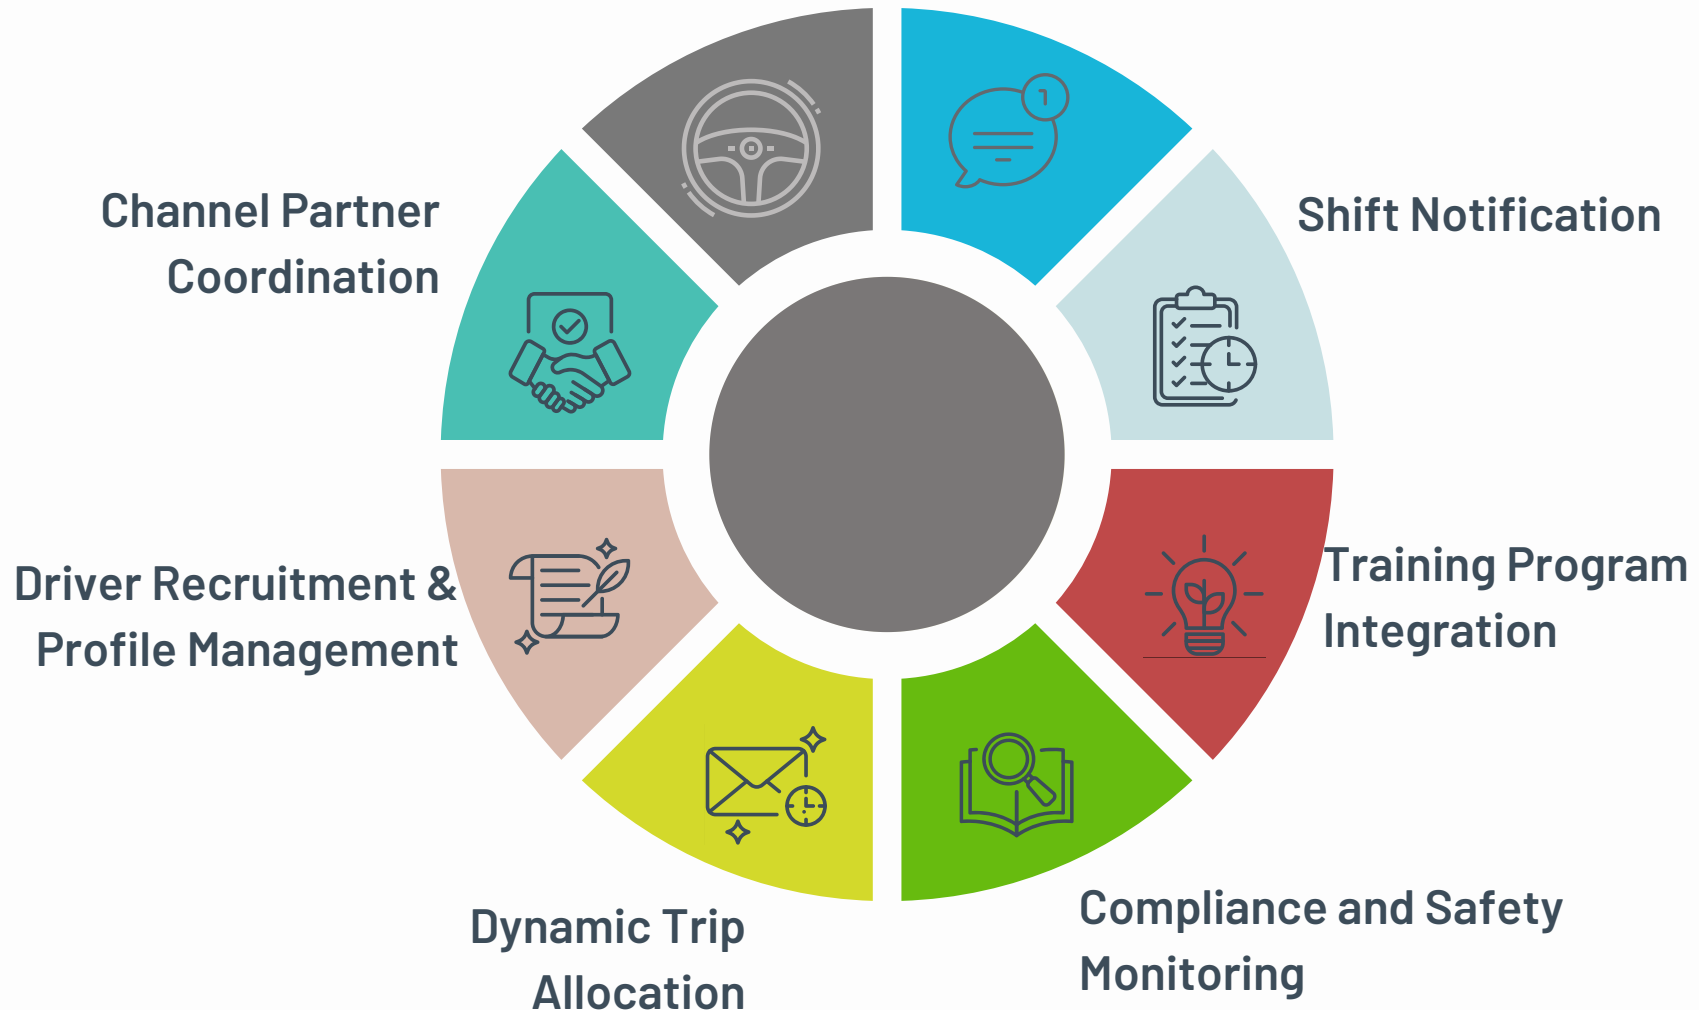 1
Channel Partner
Coordination
Shift Notification
Driver Recruitment &
Profile Management
Training Program
Integration
Dynamic Trip
Allocation
Compliance and Safety
Monitoring